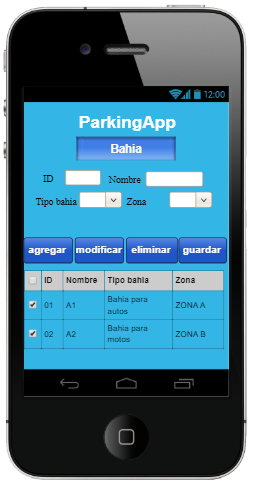 12:00
ParkingApp
Bahia
ID Nombre
Tipo bahia Zona
agregar modificar eliminar guardar
ID Nombre Tipo bahia Zona
01 A1 Bahia para autos ZONA A
02 A2 Bahia para motos ZONA B